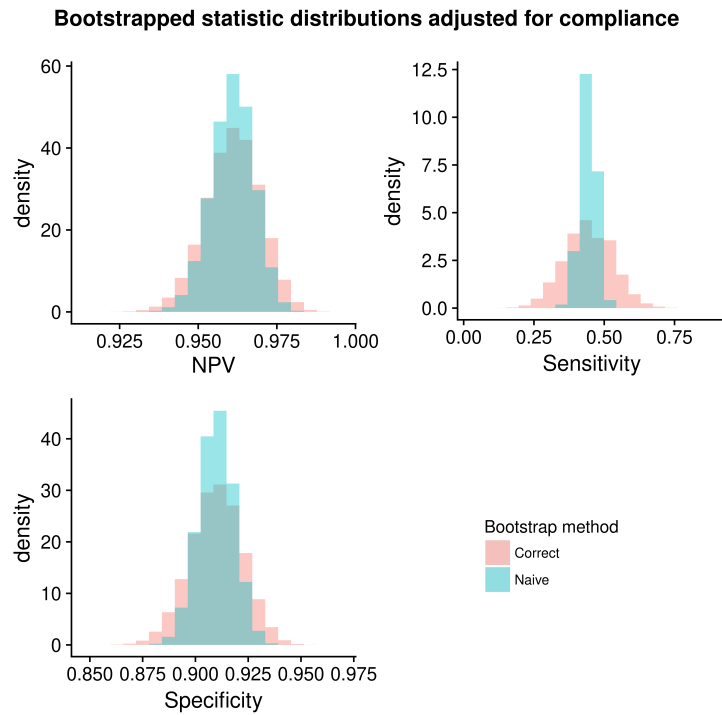 Bootstrapped statistic distributions adjusted for compliance
60
40
20
0
density
0.925 0.950 0.975 1.000
NPV
12.5
10.0
7.5
5.0
2.5
0.0
density
0.00 0.25 0.50 0.75
Sensitivity
40
30
20
10
0
density
0.850 0.875 0.900 0.925 0.950 0.975
Specificity
Bootstrap method
Correct
Naive